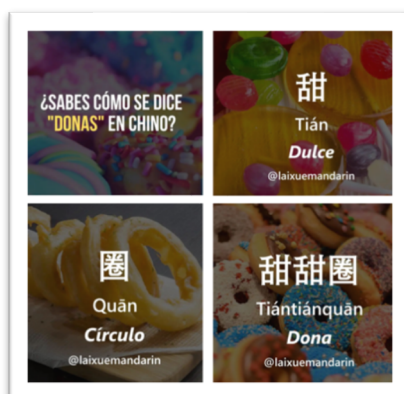 ¿SABES CÓMO SE DICE
"DONAS" EN CHINO?
甜
Tián
Dulce
@laixuemandarin
圈
Quān
Círculo
@laixuemandarin
甜甜圈
Tiántiánquān
Dona
@laixuemandarin